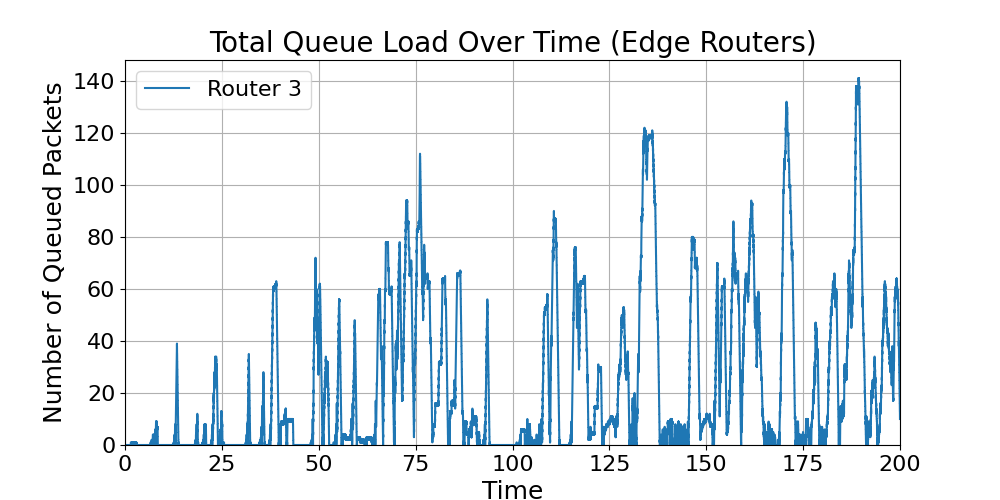 Total Queue Load Over Time (Edge Routers)
Router 3
Number of Queued Packets
140
120
100
80
60
40
20
0
0 25 50 75 100 125 150 175 200
Time